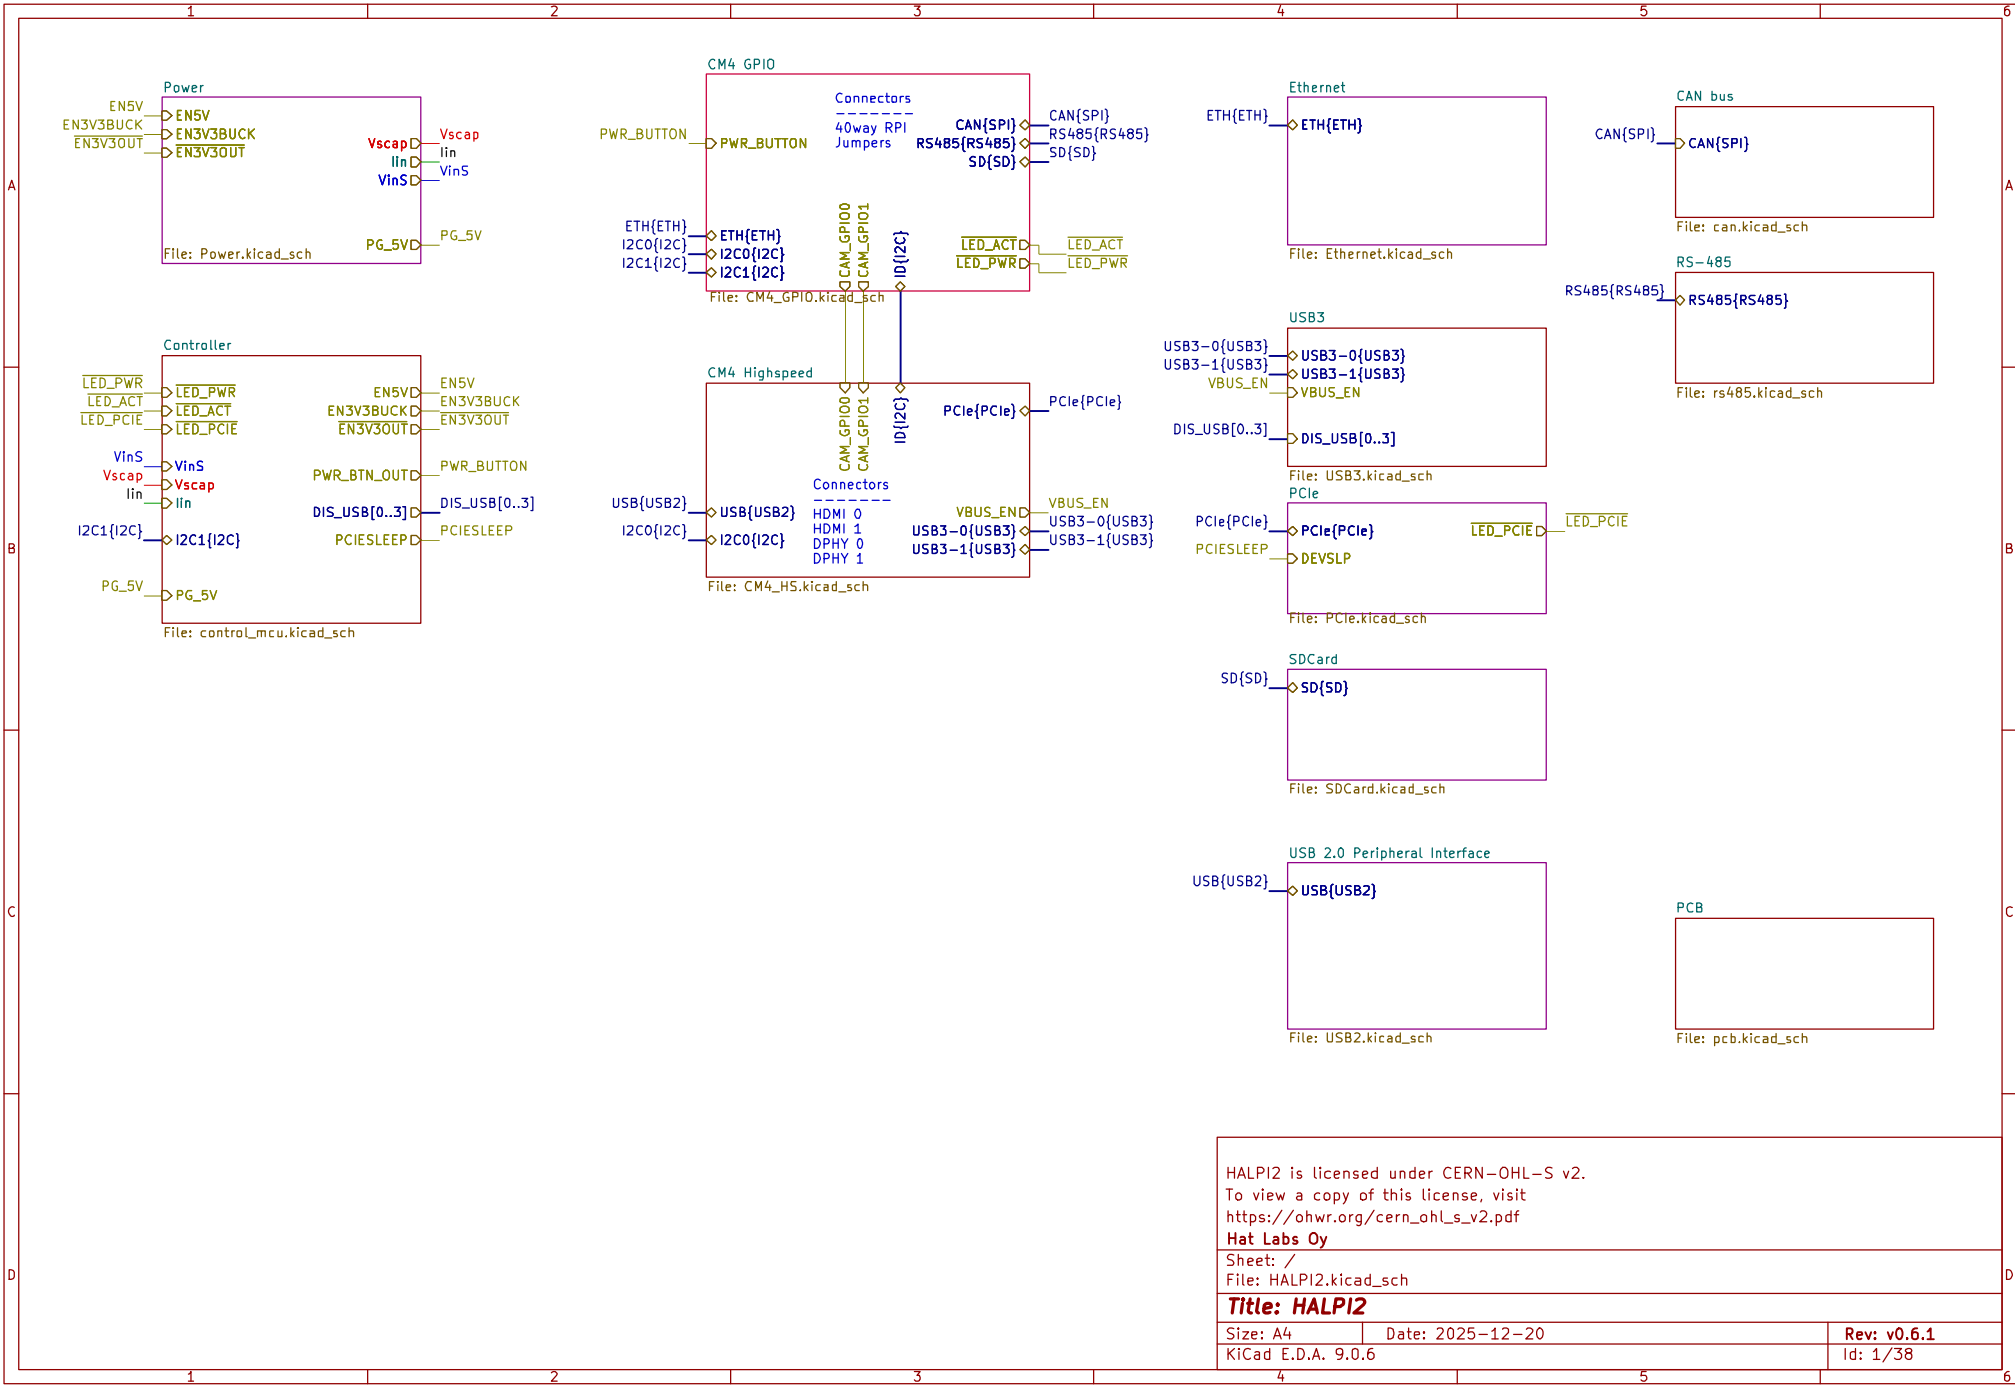 1 2 3 4 5 6
A
B
C
D
A
B
C
D
1 2 3 4 5 6
Power
EN5V
EN3V3BUCK
EN3V3OUT
EN5V
EN3V3BUCK
EN3V3OUT
Vscap
Iin
VinS
PG_5V
Vscap
Iin
VinS
PG_5V
File: Power.kicad_sch
Controller
LED_PWR
LED_ACT
LED_PCIE
VinS
Vscap
Iin
I2C1{I2C}
PG_5V
LED_PWR
LED_ACT
LED_PCIE
VinS
Vscap
Iin
I2C1{I2C}
PG_5V
EN5V
EN3V3BUCK
EN3V3OUT
PWR_BTN_OUT
DIS_USB[0..3]
PCIESLEEP
EN5V
EN3V3BUCK
EN3V3OUT
PWR_BUTTON
DIS_USB[0..3]
PCIESLEEP
File: control_mcu.kicad_sch
CM4 GPIO
Connectors
-------
40way RPI
Jumpers
PWR_BUTTON
PWR_BUTTON
ETH{ETH}
I2C0{I2C}
I2C1{I2C}
ETH{ETH}
I2C0{I2C}
I2C1{I2C}
CAM_GPIO0
CAM_GPIO1
ID{I2C}
CAN{SPI}
RS485{RS485}
SD{SD}
LED_ACT
LED_PWR
CAN{SPI}
RS485{RS485}
SD{SD}
LED_ACT
LED_PWR
File: CM4_GPIO.kicad_sch
CM4 Highspeed
CAM_GPIO0
CAM_GPIO1
ID{I2C}
Connectors
-------
HDMI 0
HDMI 1
DPHY 0
DPHY 1
USB{USB2}
I2C0{I2C}
USB{USB2}
I2C0{I2C}
PCIe{PCIe}
VBUS_EN
USB3-0{USB3}
USB3-1{USB3}
PCIe{PCIe}
VBUS_EN
USB3-0{USB3}
USB3-1{USB3}
File: CM4_HS.kicad_sch
Ethernet
ETH{ETH}
ETH{ETH}
File: Ethernet.kicad_sch
USB3
USB3-0{USB3}
USB3-1{USB3}
VBUS_EN
DIS_USB[0..3]
USB3-0{USB3}
USB3-1{USB3}
VBUS_EN
DIS_USB[0..3]
File: USB3.kicad_sch
PCIe
PCIe{PCIe}
PCIESLEEP
PCIe{PCIe}
DEVSLP
LED_PCIE
LED_PCIE
File: PCIe.kicad_sch
SDCard
SD{SD}
SD{SD}
File: SDCard.kicad_sch
USB 2.0 Peripheral Interface
USB{USB2}
USB{USB2}
File: USB2.kicad_sch
CAN bus
CAN{SPI}
CAN{SPI}
File: can.kicad_sch
RS-485
RS485{RS485}
RS485{RS485}
File: rs485.kicad_sch
PCB
File: pcb.kicad_sch
HALPI2 is licensed under CERN-OHL-S v2.
To view a copy of this license, visit
https://ohwr.org/cern_ohl_s_v2.pdf
Hat Labs Oy
Sheet: /
File: HALPI2.kicad_sch
Title: HALPI2
Size: A4 Date: 2025-12-20 Rev: v0.6.1
KiCad E.D.A. 9.0.6 Id: 1/38